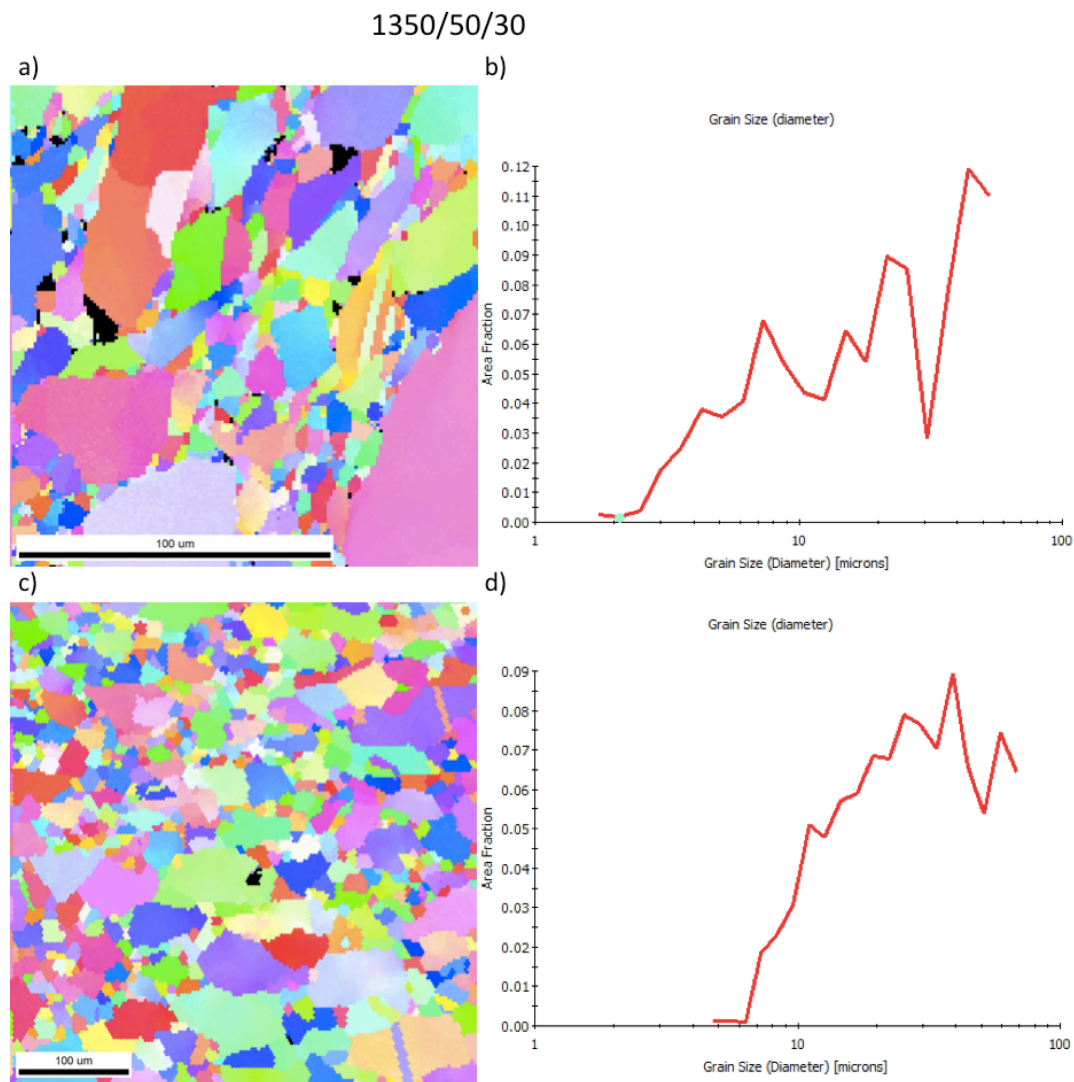 1350/50/30
a)
100 um
b)
Grain Size (diameter)
Area Fraction
0.12
0.11
0.10
0.09
0.08
0.07
0.06
0.05
0.04
0.03
0.02
0.01
0.00
1 10 100
Grain Size (Diameter) [microns]
c)
100 um
d)
Grain Size (diameter)
Area Fraction
0.09
0.08
0.07
0.06
0.05
0.04
0.03
0.02
0.01
0.00
1 10 100
Grain Size (Diameter) [microns]